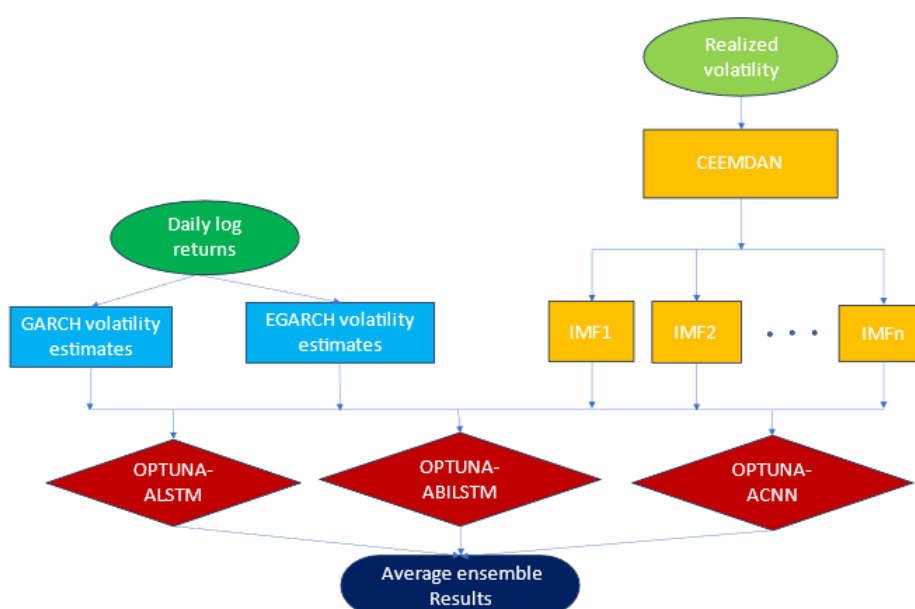 Realized
volatility
CEEMDAN
Daily log
returns
GARCH volatility
estimates
EGARCH volatility
estimates
IMF1
IMF2
IMFn
OPTUNA-
ALSTM
OPTUNA-
ABILSTM
OPTUNA-
ACNN
Average ensemble
Results